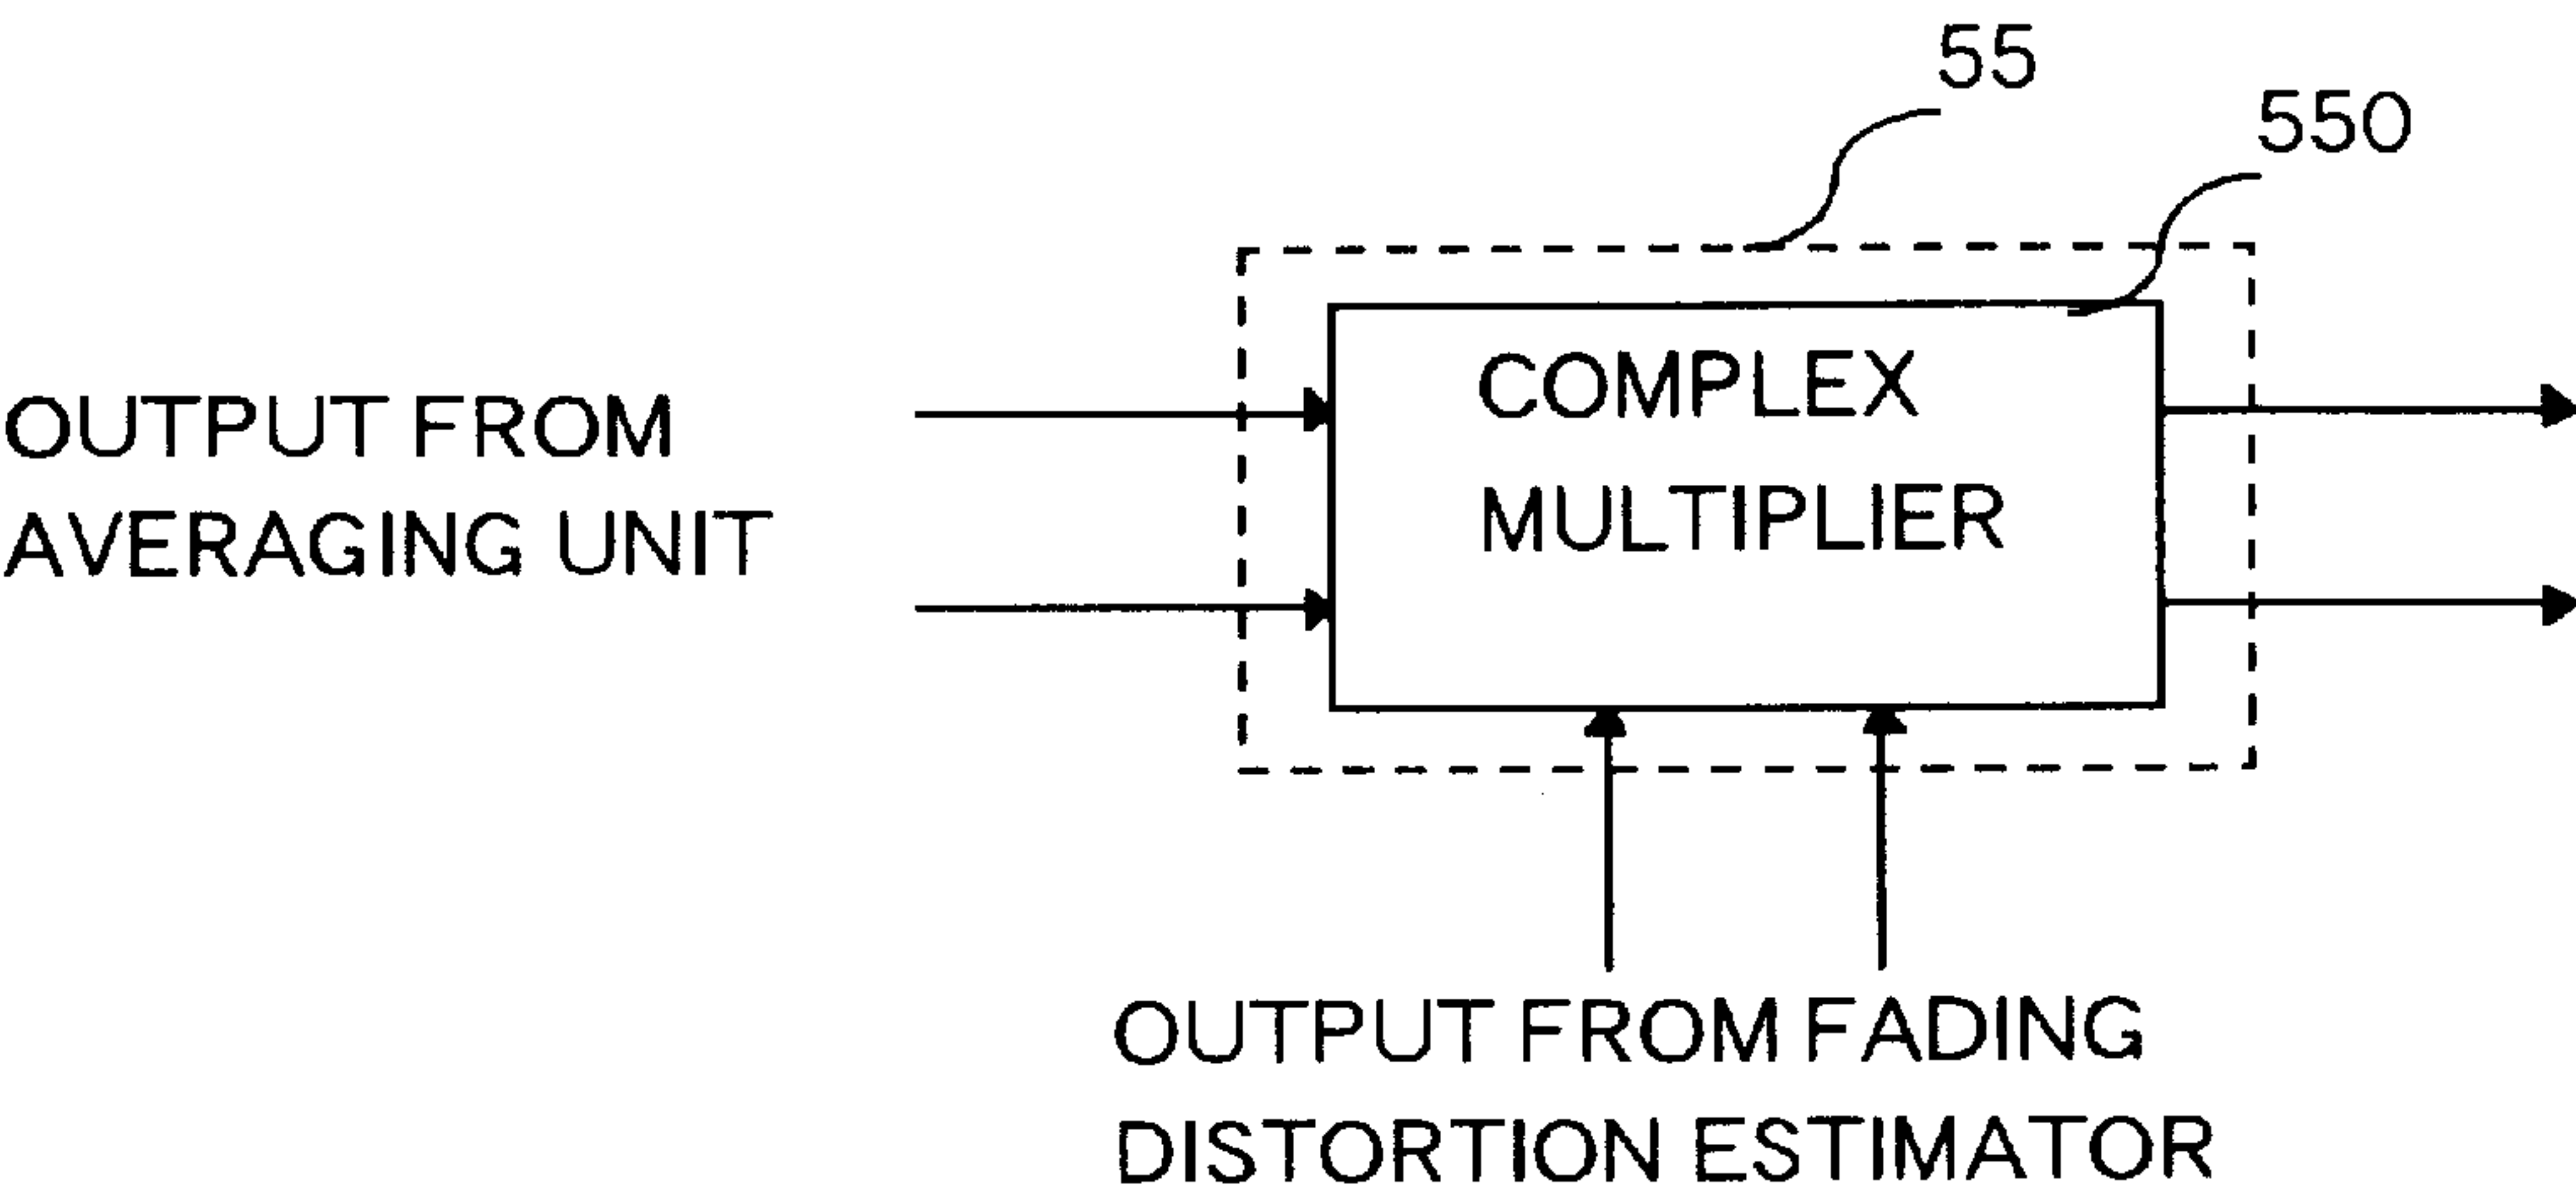 55
550
COMPLEX
MULTIPLIER
OUTPUT FROM
AVERAGING UNIT
OUTPUT FROM FADING
DISTORTION ESTIMATOR